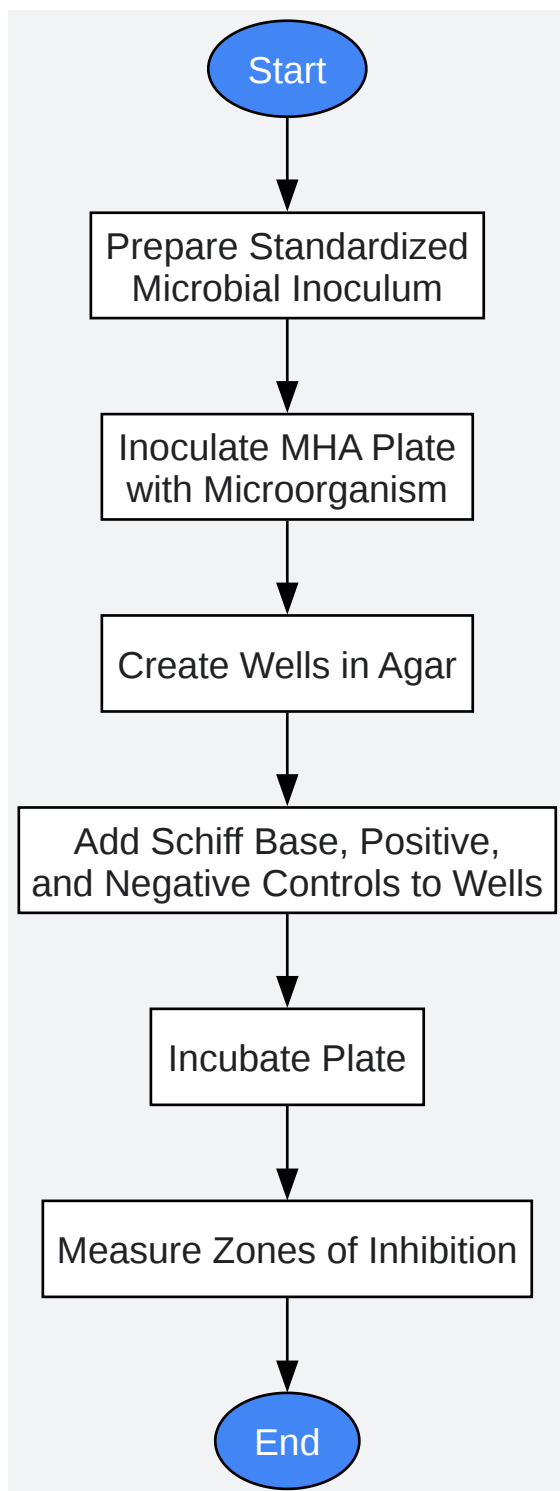 Start
Prepare Standardized
Microbial Inoculum
Inoculate MHA Plate
with Microorganism
Create Wells in Agar
Add Schiff Base, Positive,
and Negative Controls to Wells
Incubate Plate
Measure Zones of Inhibition
End